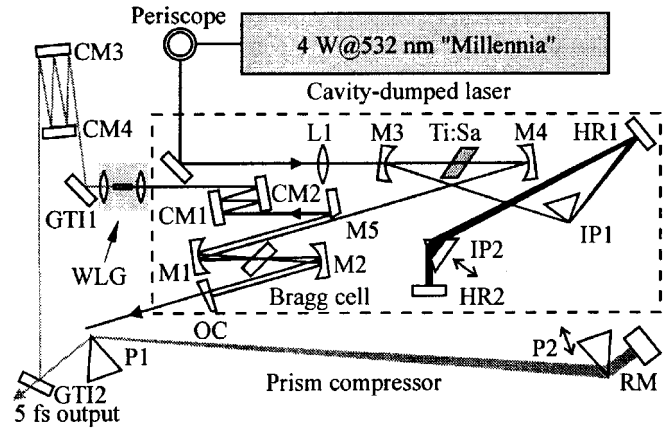 Periscope
4 W@532 nm "Millennia"
Cavity-dumped laser
CM3
CM4
L1
M3
Ti:Sa
M4
HR1
GTI1
CM1
CM2
M5
IP1
WLG
M1
M2
IP2
Bragg cell
HR2
OC
P1
P2
GTI2
Prism compressor
RM
5 fs output